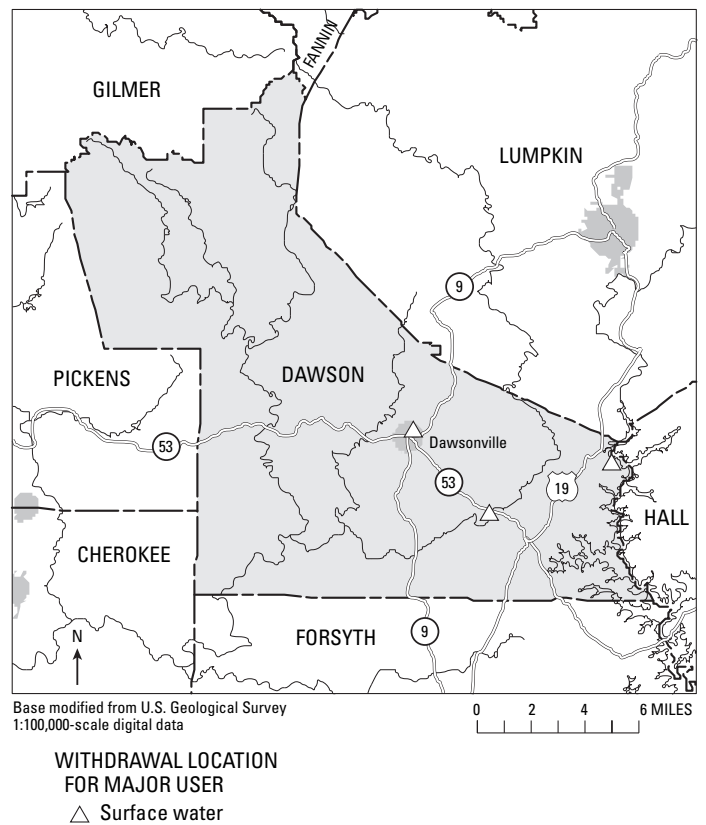 FANNIN
GILMER
LUMPKIN
9
PICKENS
DAWSON
53
Dawsonville
53
19
HALL
CHEROKEE
FORSYTH
9
N
Base modified from U.S. Geological Survey
1:100,000-scale digital data
0 2 4 6 MILES
WITHDRAWAL LOCATION
FOR MAJOR USER
Surface water